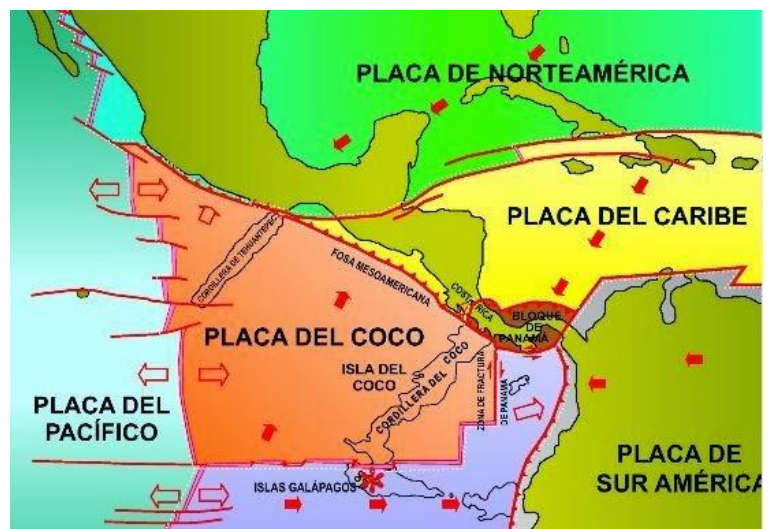 PLACA DE NORTEAMÉRICA
PLACA DEL CARIBE
CORDILLERA DE TEHUANTEPEC
FOSA MESOAMERICANA
COSTA RICA
BLOQUE
DE
PANAMÁ
PLACA DEL COCO
ISLA DEL
COCO
CORDILLERA DEL COCO
ZONA DE FRACTURA
DE PANAMA
PLACA DEL
PACÍFICO
PLACA DE
SUR AMÉRICA
ISLAS GALÁPAGOS